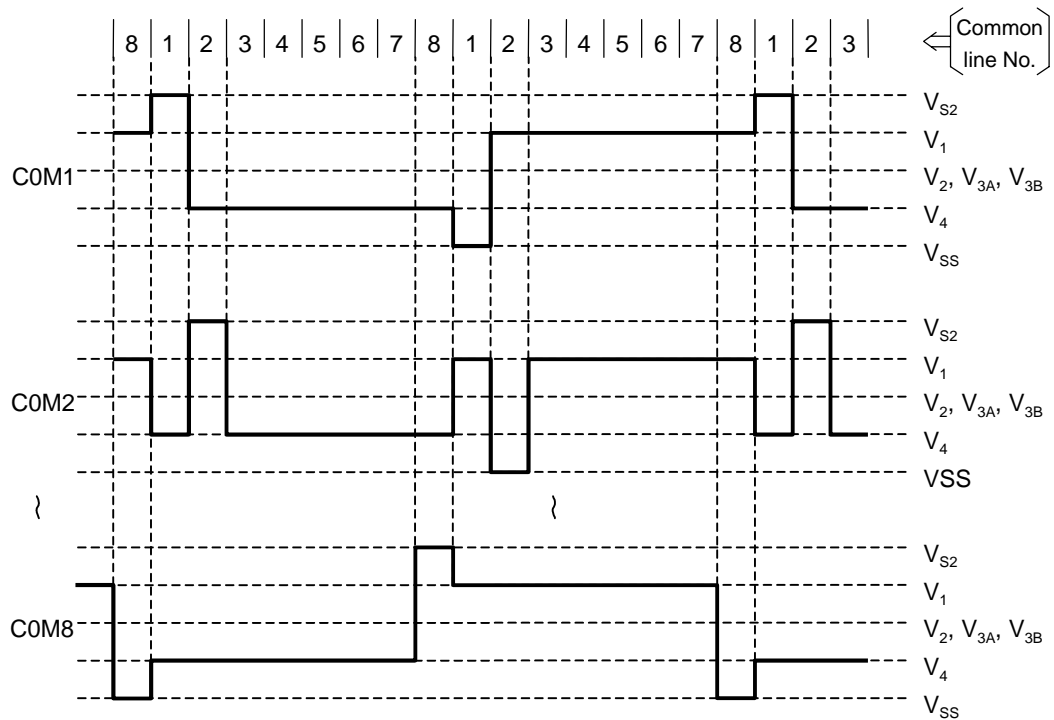 8 1 2 3 4 5 6 7 8 1 2 3 4 5 6 7 8 1 2 3
Common
line No.
VS2
V1
C0M1
V2, V3A, V3B
V4
VSS
VS2
V1
C0M2
V2, V3A, V3B
V4
VSS
VS2
V1
C0M8
V2, V3A, V3B
V4
VSS